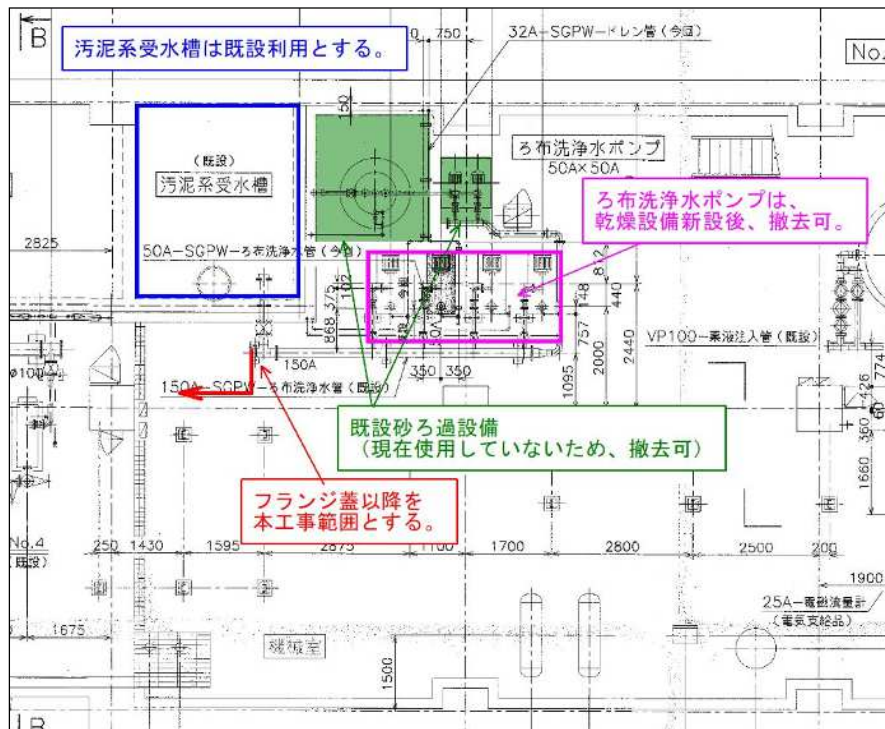 B
汚泥系受水槽は既設利用とする。
750
32A-SGPW-ドレン管(今回)
No.
150
(既設)
汚泥系受水槽
ろ布洗浄水ポンプ
50A×50A
ろ布洗浄水ポンプは、
乾燥設備新設後、撤去可。
2825
50A-SGPW-ろ布洗浄水管(今回)
812
102
375
868
148
440
757
2000
2440
VP100-薬液注入管(既設)
150A
350
350
1095
φ100
150A-SGPW-ろ布洗浄水管(既設)
774
426
60
360
1660
既設砂ろ過設備
(現在使用していないため、撤去可)
フランジ蓋以降を
本工事範囲とする。
No.4
(既設)
250
1430
1595
2875
1100
1700
2800
2500
200
1900
25A-電磁流量計
(電気支給品)
1675
機械室
1500
B